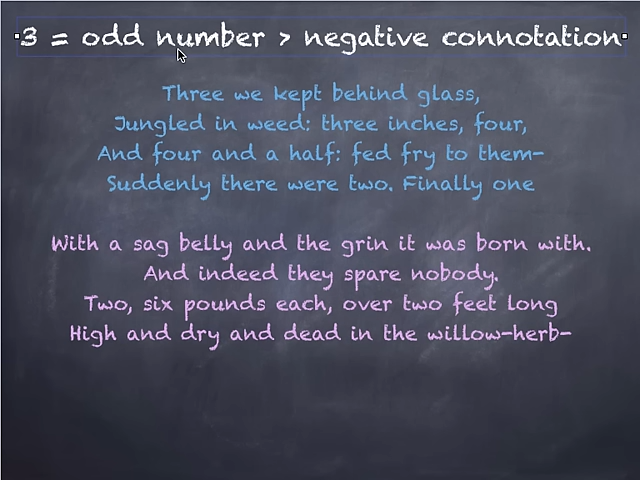 3 = odd number > negative connotation
Three we kept behind glass,
Jungled in weed: three inches, four,
And four and a half: fed fry to them-
Suddenly there were two. Finally one
With a sag belly and the grin it was born with.
And indeed they spare nobody.
Two, six pounds each, over two feet long
High and dry and dead in the willow-herb-